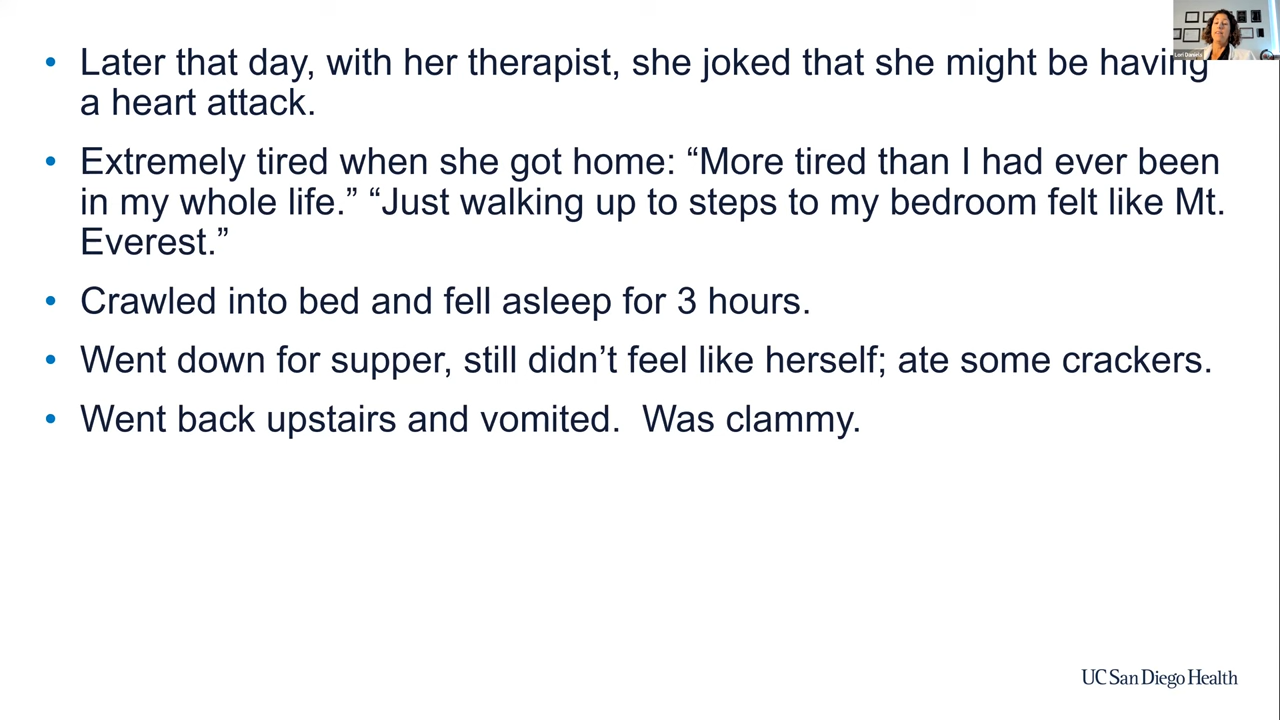 Later that day, with her therapist, she joked that she might be having
a heart attack.
Extremely tired when she got home: “More tired than I had ever been
in my whole life.” “Just walking up to steps to my bedroom felt like Mt.
Everest.”
Crawled into bed and fell asleep for 3 hours.
Went down for supper, still didn’t feel like herself; ate some crackers.
Went back upstairs and vomited.  Was clammy.
UC San Diego Health
Lori Daniels